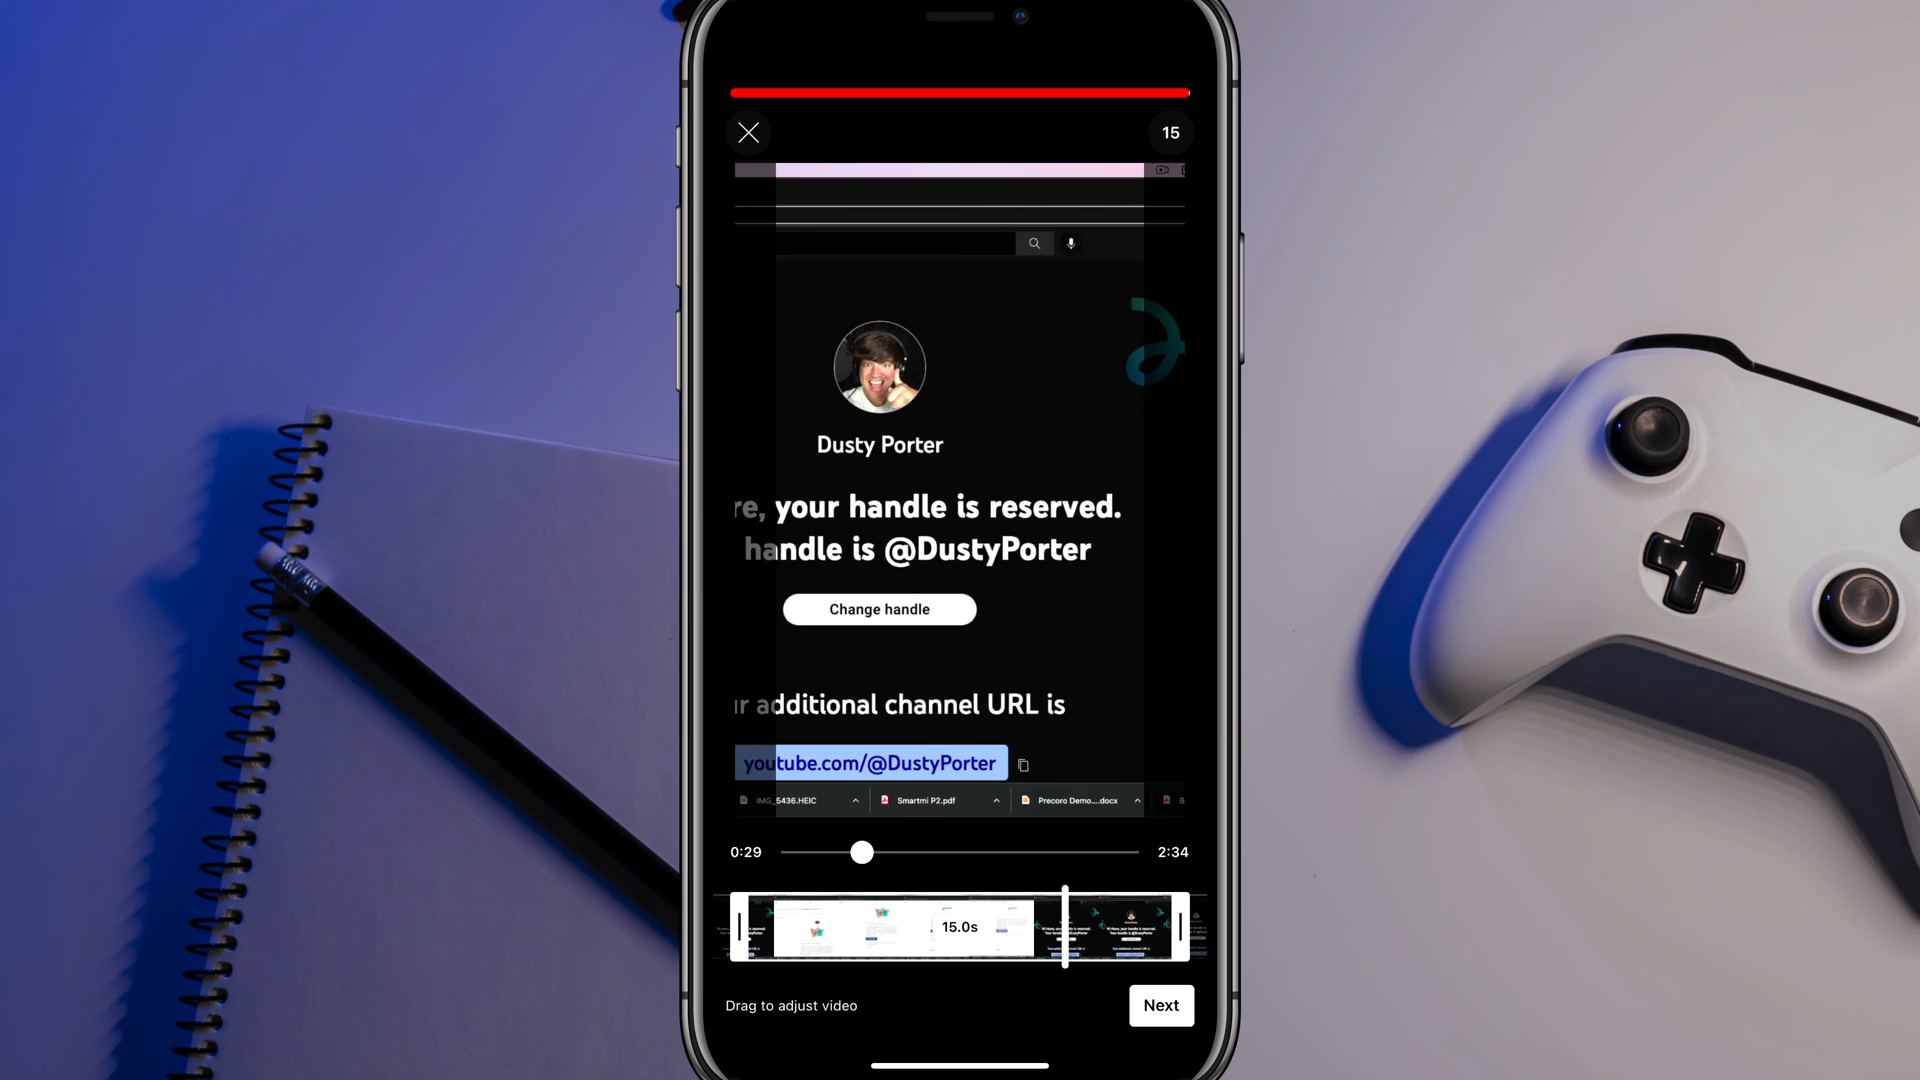 15
Dusty Porter
re, your handle is reserved.
handle is @DustyPorter
Change handle
ur additional channel URL is
youtube.com/@DustyPorter
IMG_5436.HEIC
Smartmi P2.pdf
Precoro Demo....docx
B
0:29
2:34
15.0s
Drag to adjust video
Next